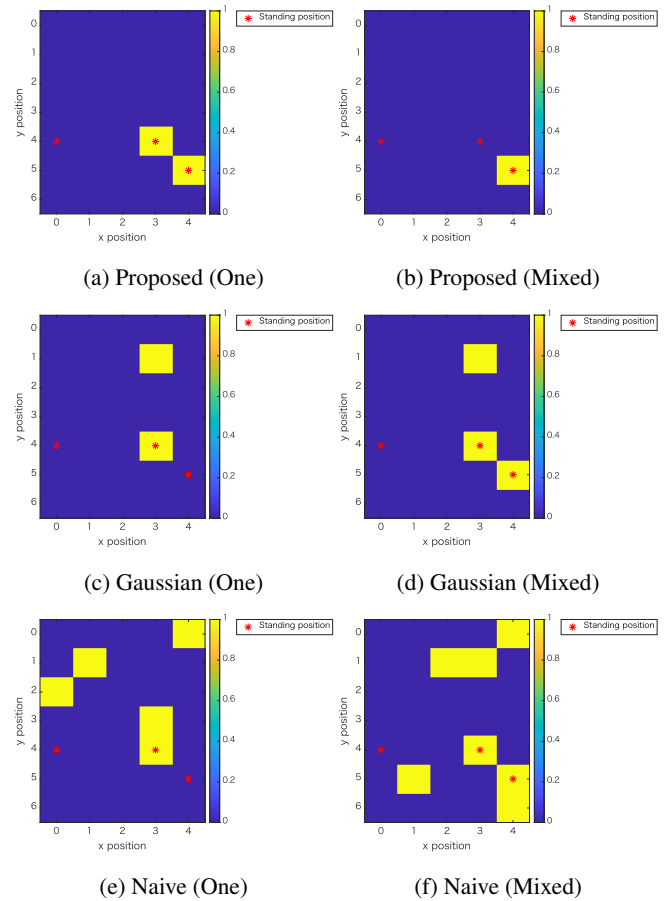 0
1
2
3
4
5
6
0 1 2 3 4
x position
y position
1
0.8
0.6
0.4
0.2
0
Standing position
(a) Proposed (One)
0
1
2
3
4
5
6
0 1 2 3 4
x position
y position
1
0.8
0.6
0.4
0.2
0
Standing position
(b) Proposed (Mixed)
0
1
2
3
4
5
6
0 1 2 3 4
x position
y position
1
0.8
0.6
0.4
0.2
0
Standing position
(c) Gaussian (One)
0
1
2
3
4
5
6
0 1 2 3 4
x position
y position
1
0.8
0.6
0.4
0.2
0
Standing position
(d) Gaussian (Mixed)
0
1
2
3
4
5
6
0 1 2 3 4
x position
y position
1
0.8
0.6
0.4
0.2
0
Standing position
(e) Naive (One)
0
1
2
3
4
5
6
0 1 2 3 4
x position
y position
1
0.8
0.6
0.4
0.2
0
Standing position
(f) Naive (Mixed)